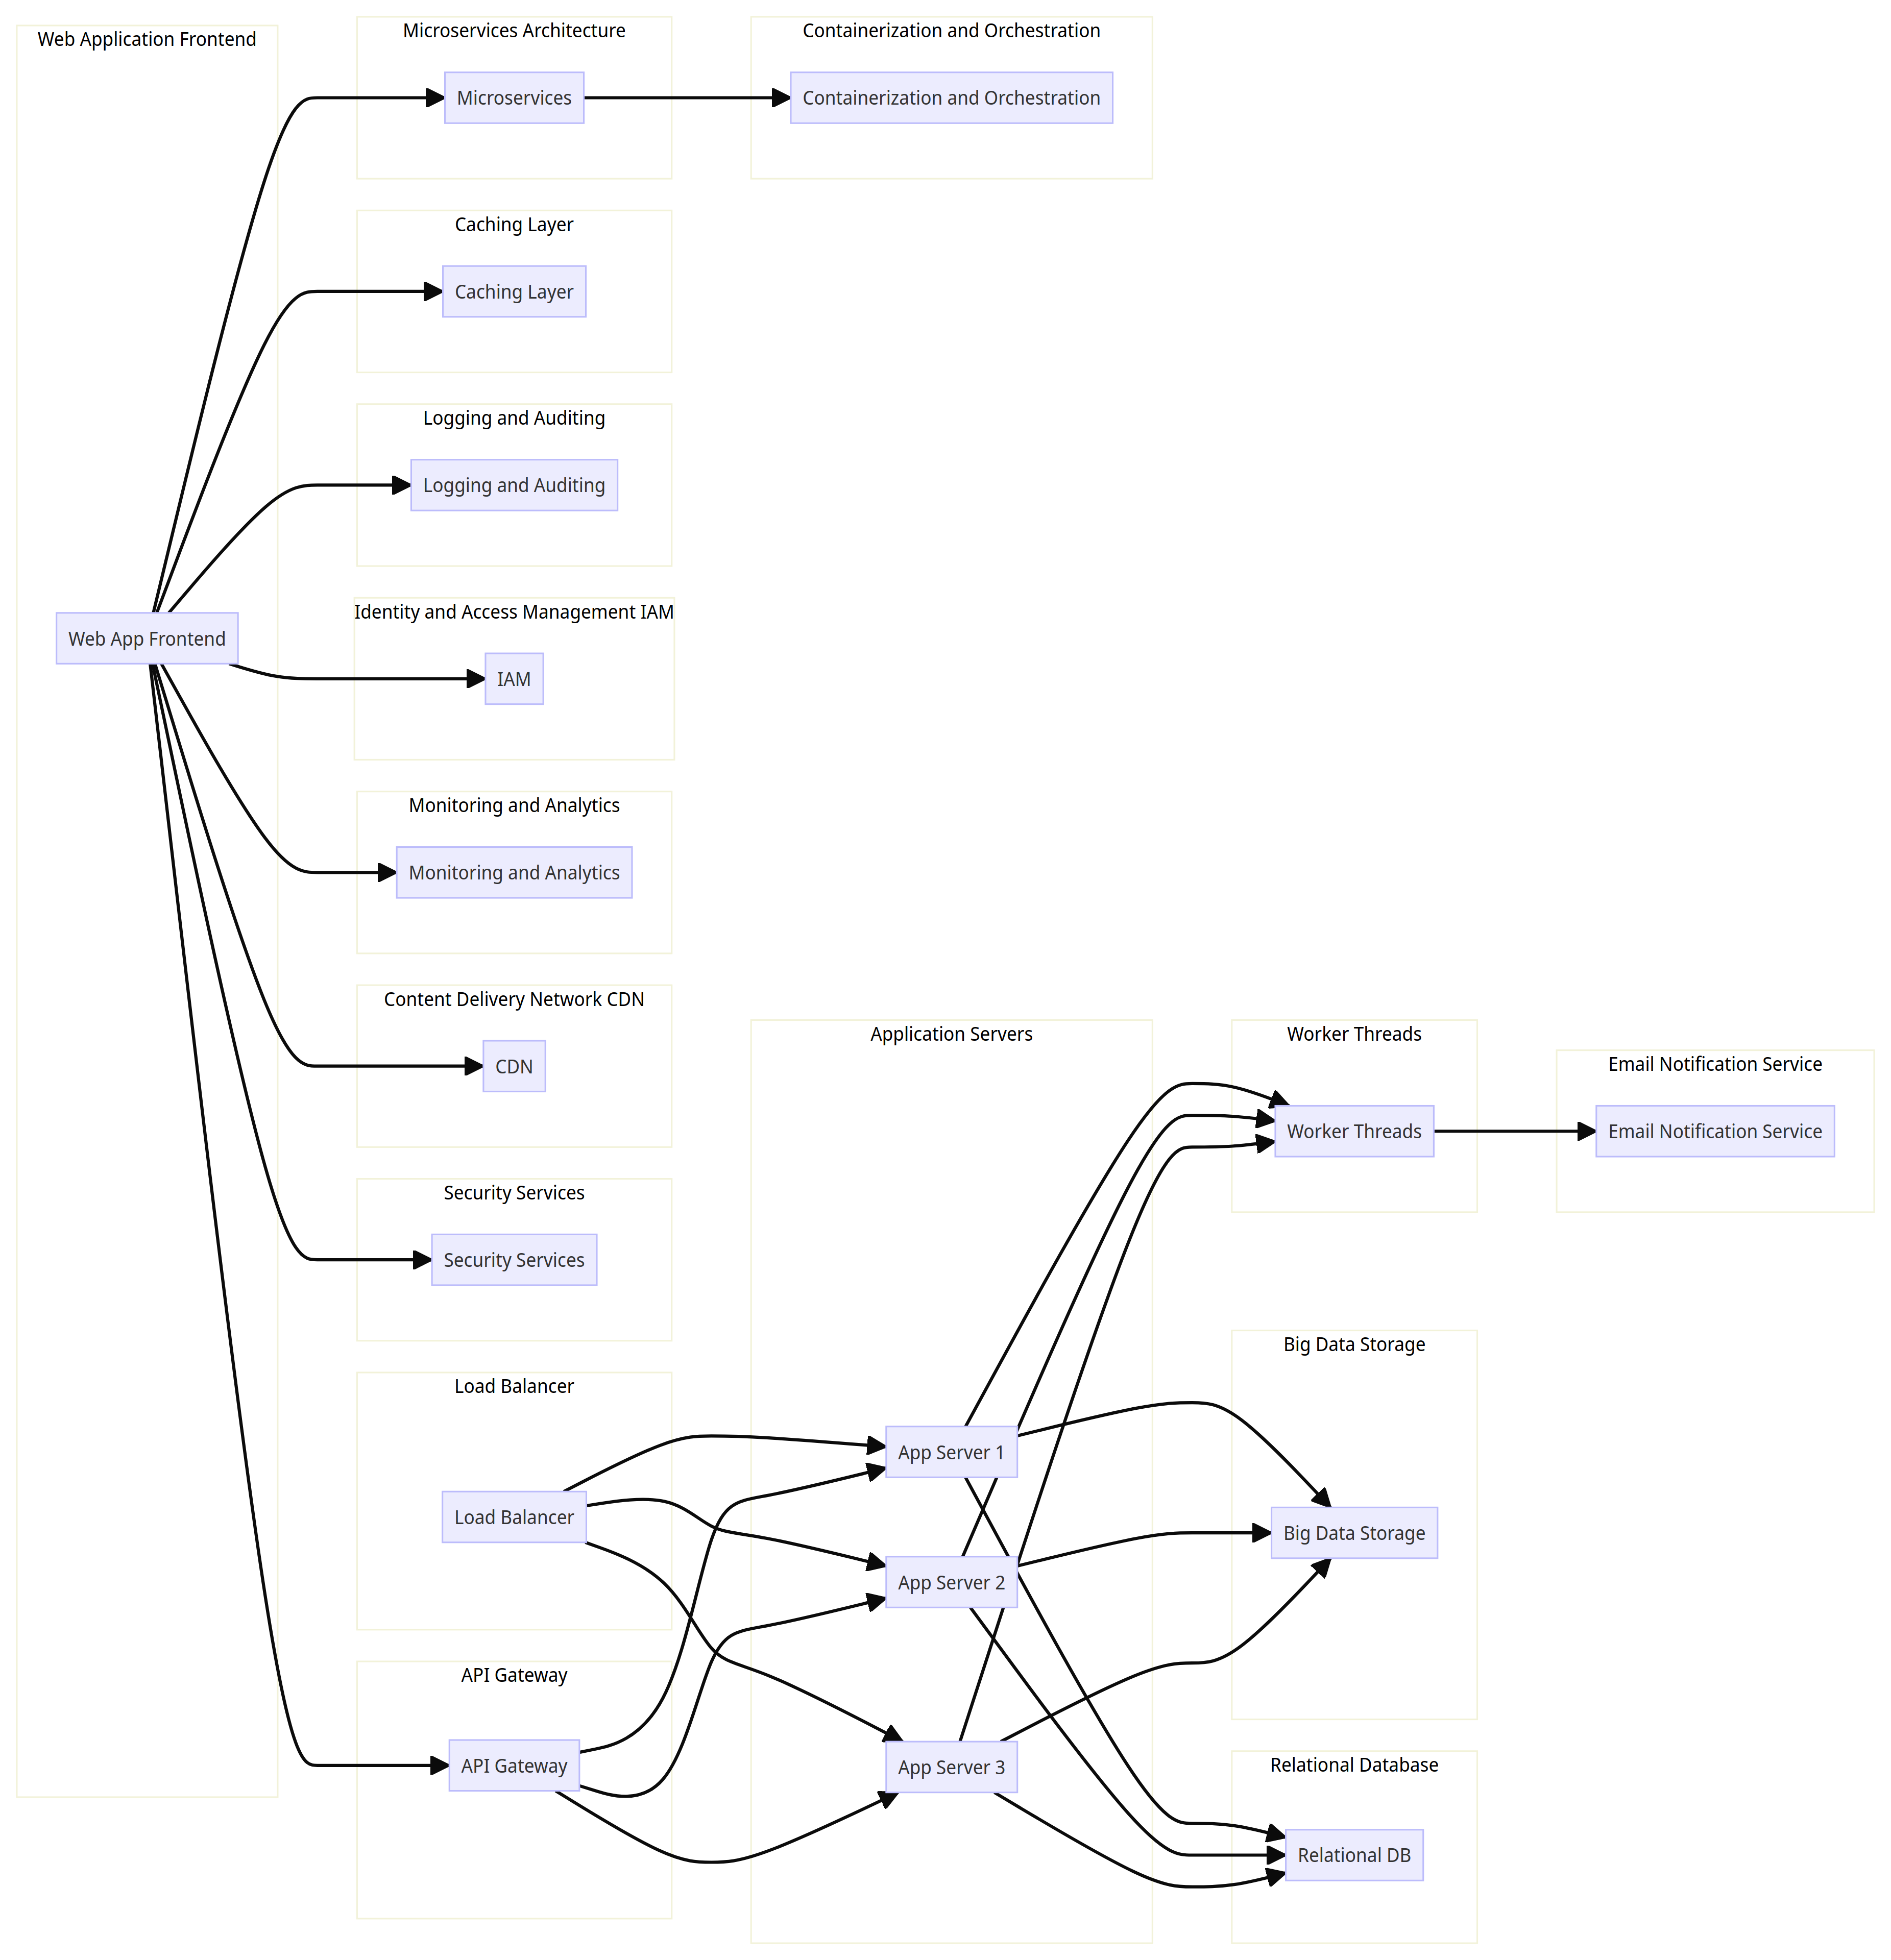 Web Application Frontend
Web App Frontend
Microservices Architecture
Microservices
Containerization and Orchestration
Containerization and Orchestration
Caching Layer
Caching Layer
Logging and Auditing
Logging and Auditing
Identity and Access Management IAM
IAM
Monitoring and Analytics
Monitoring and Analytics
Content Delivery Network CDN
CDN
Security Services
Security Services
Load Balancer
Load Balancer
API Gateway
API Gateway
Application Servers
App Server 1
App Server 2
App Server 3
Worker Threads
Worker Threads
Email Notification Service
Email Notification Service
Big Data Storage
Big Data Storage
Relational Database
Relational DB